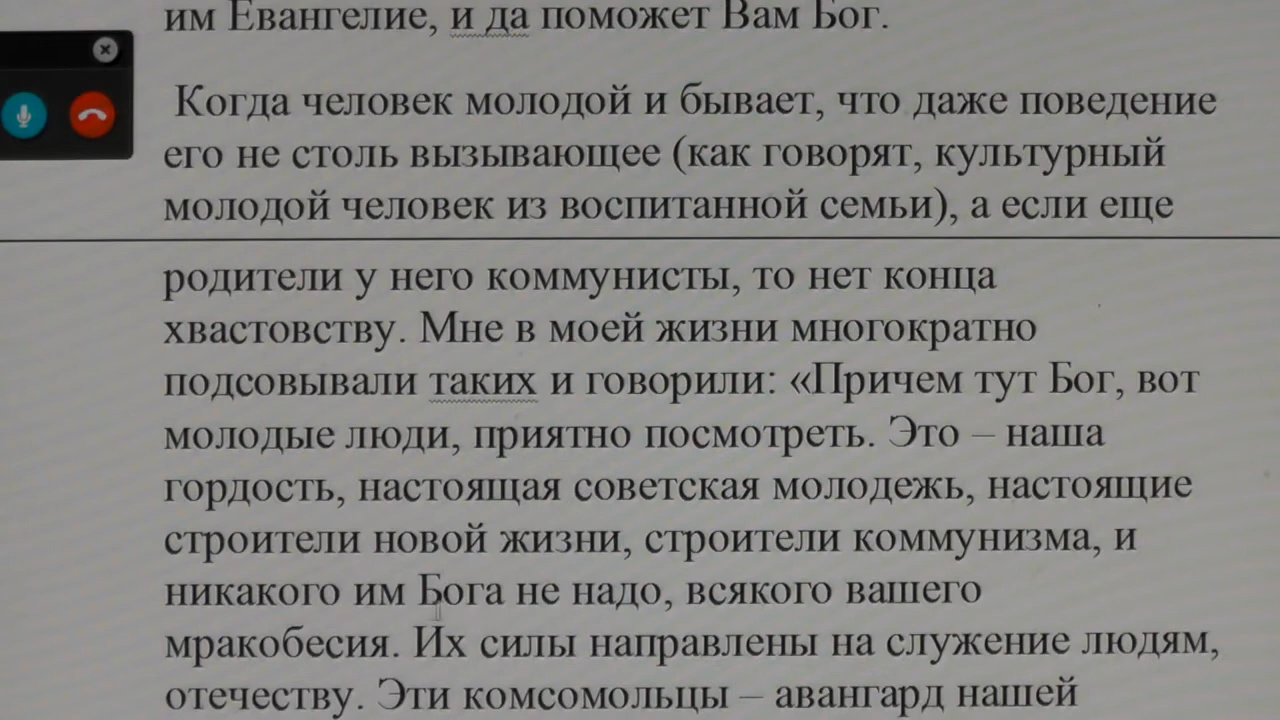 им Евангелие, и да поможет Вам Бог.
Когда человек молодой и бывает, что даже поведение
его не столь вызывающее (как говорят, культурный
молодой человек из воспитанной семьи), а если еще
родители у него коммунисты, то нет конца
хвастовству. Мне в моей жизни многократно
подсовывали таких и говорили: «Причем тут Бог, вот
молодые люди, приятно посмотреть. Это – наша
гордость, настоящая советская молодежь, настоящие
строители новой жизни, строители коммунизма, и
никакого им Бога не надо, всякого вашего
мракобесия. Их силы направлены на служение людям,
отечеству. Эти комсомольцы – авангард нашей